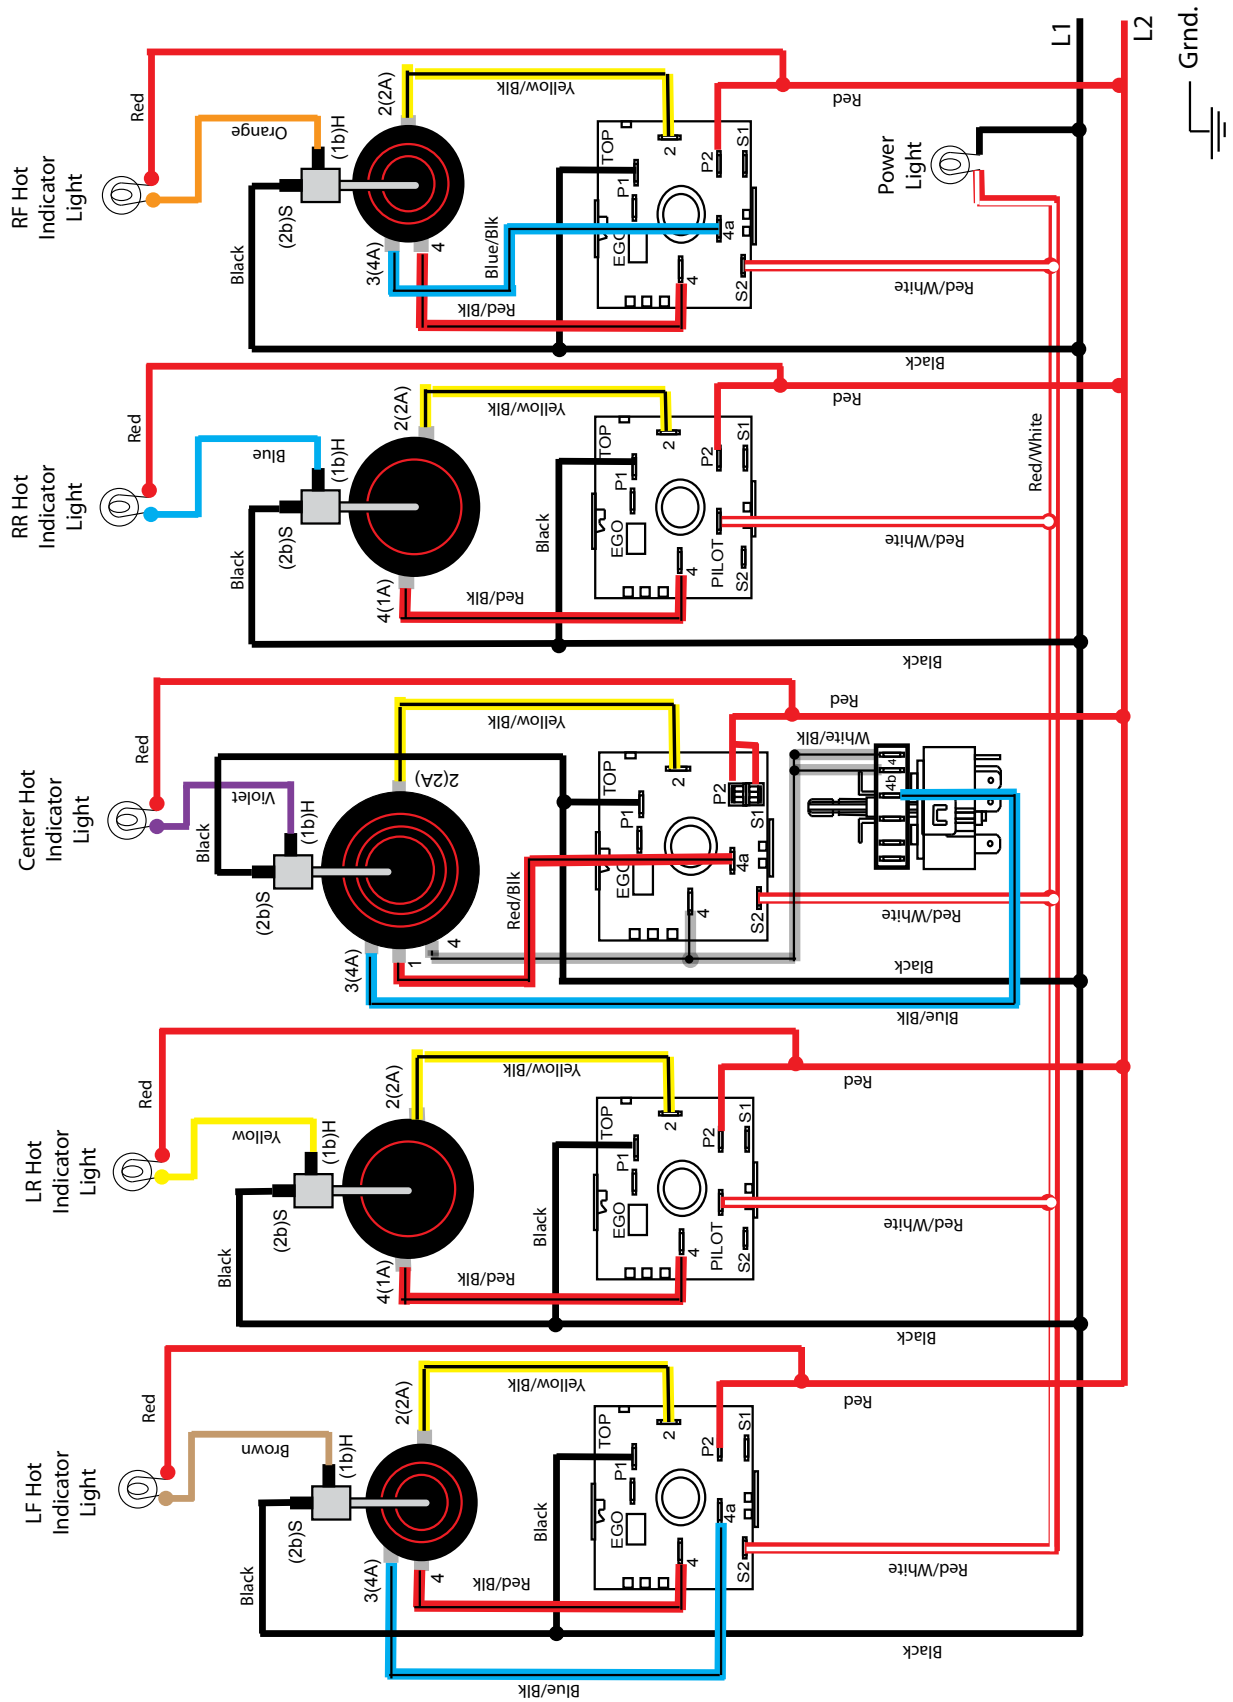 L1
L2
Grnd.
RF Hot
Indicator
Light
Red
Orange
(1b)H
(2b)S
Black
2(2A)
Yellow/Blk
3(4A)
4
Blue/Blk
Red/Blk
TOP
P1
EGO
2
P2
S1
4a
4
S2
Red
Red/White
Black
Power
Light
RR Hot
Indicator
Light
Red
Blue
(1b)H
(2b)S
Black
2(2A)
Yellow/Blk
4(1A)
Red/Blk
Black
TOP
P1
EGO
2
P2
S1
PILOT
4
S2
Red
Red/White
Red/White
Black
Center Hot
Indicator
Light
Red
Violet
(1b)H
(2b)S
Black
2(2A)
Yellow/Blk
3(4A)
1
4
Red/Blk
TOP
P1
EGO
2
P2
S1
4a
4
S2
Red
White/Blk
4
4b
Red/White
Black
Blue/Blk
LR Hot
Indicator
Light
Red
Yellow
(1b)H
(2b)S
Black
2(2A)
Yellow/Blk
4(1A)
Red/Blk
Black
TOP
P1
EGO
2
P2
S1
PILOT
4
S2
Red
Red/White
Black
LF Hot
Indicator
Light
Red
Brown
(1b)H
(2b)S
Black
2(2A)
Yellow/Blk
3(4A)
4
Red/Blk
Black
TOP
P1
EGO
2
P2
S1
4a
4
S2
Red
Red/White
Black
Blue/Blk